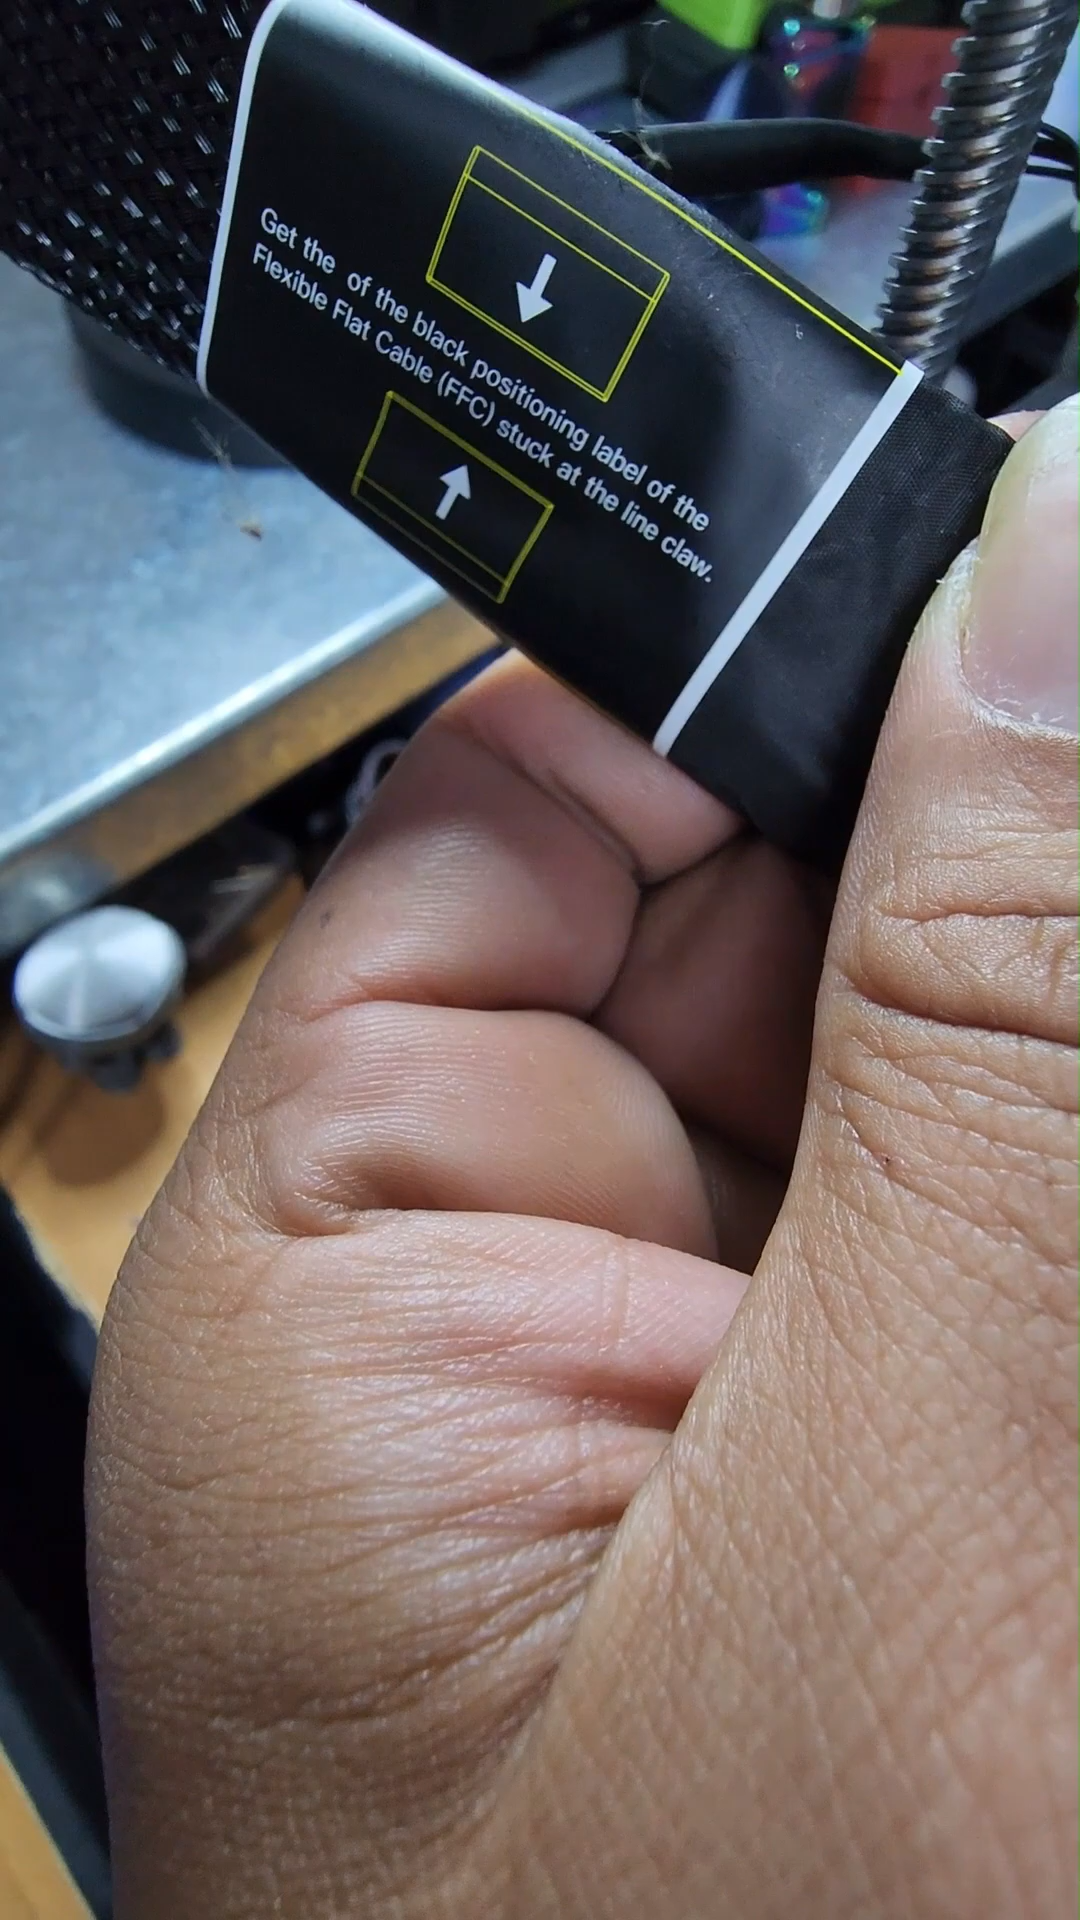 Get the  of the black positioning label of the
Flexible Flat Cable (FFC) stuck at the line claw.